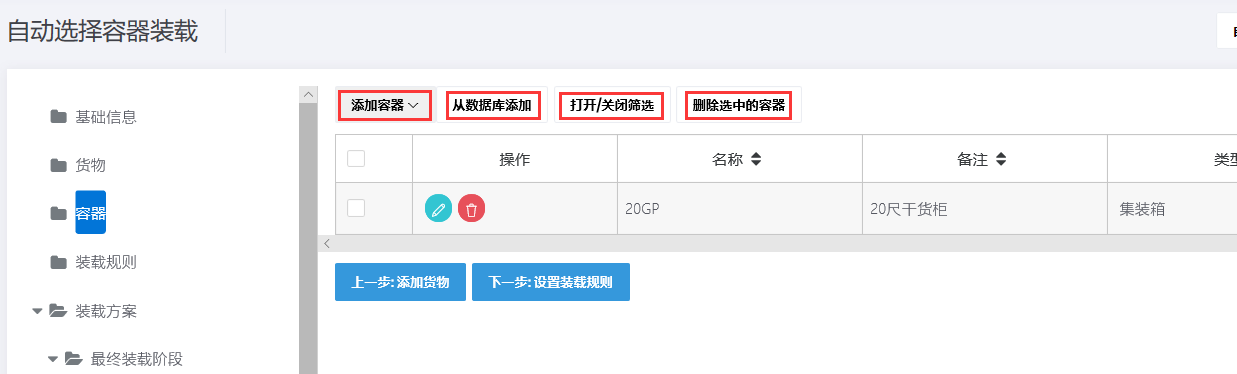 自动选择容器装载
基础信息
货物
容器
装载规则
装载方案
最终装载阶段
添加容器 从数据库添加 打开/关闭筛选 删除选中的容器
操作 名称 备注
20GP 20尺干货柜 集装箱
上一步: 添加货物 下一步: 设置装载规则